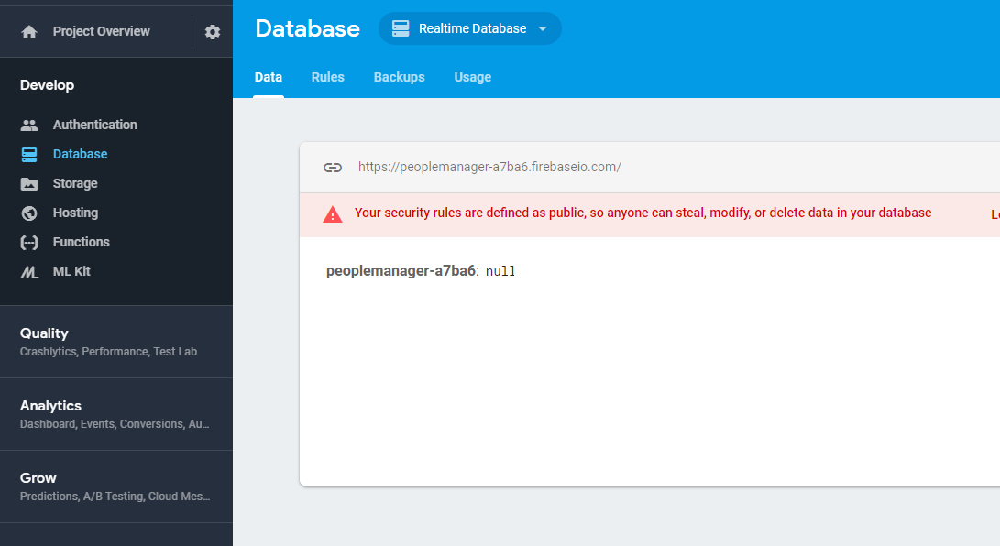 Project Overview
Develop
Authentication
Database
Storage
Hosting
Functions
ML Kit
Quality
Crashlytics, Performance, Test Lab
Analytics
Dashboard, Events, Conversions, Au...
Grow
Predictions, A/B Testing, Cloud Mes...
Database
Realtime Database
Data Rules Backups Usage
https://peoplemanager-a7ba6.firebaseio.com/
Your security rules are defined as public, so anyone can steal, modify, or delete data in your database
peoplemanager-a7ba6: null